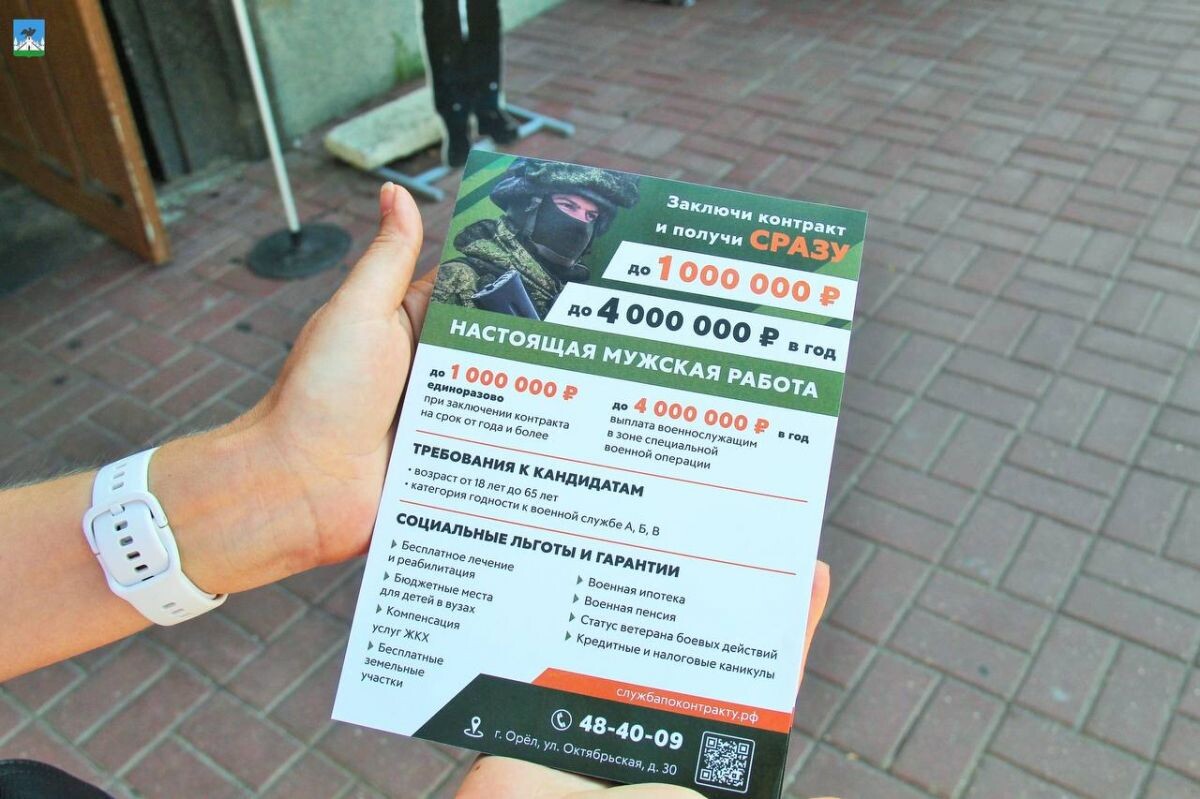 Заключи контракт
и получи СРАЗУ
до 1 000 000 ₽
до 4 000 000 ₽ в год
НАСТОЯЩАЯ МУЖСКАЯ РАБОТА
до 1 000 000 ₽
единоразово
при заключении контракта
на срок от года и более
до 4 000 000 ₽ в год
выплата военнослужащим
в зоне специальной
военной операции
ТРЕБОВАНИЯ К КАНДИДАТАМ
• возраст от 18 лет до 65 лет
• категория годности к военной службе А, Б, В
СОЦИАЛЬНЫЕ ЛЬГОТЫ И ГАРАНТИИ
Бесплатное лечение
и реабилитация
Бюджетные места
для детей в вузах
Компенсация
услуг ЖКХ
Бесплатные
земельные
участки
Военная ипотека
Военная пенсия
Статус ветерана боевых действий
Кредитные и налоговые каникулы
службапоконтракту.рф
48-40-09
г. Орёл, ул. Октябрьская, д. 30